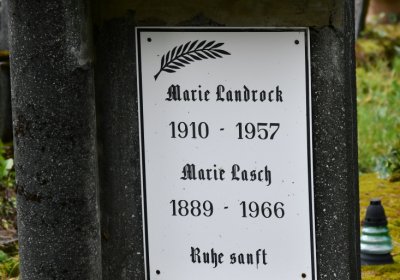 Marie Landrock
1910 - 1957
Marie Lasch
1889 - 1966
Ruhe sanft